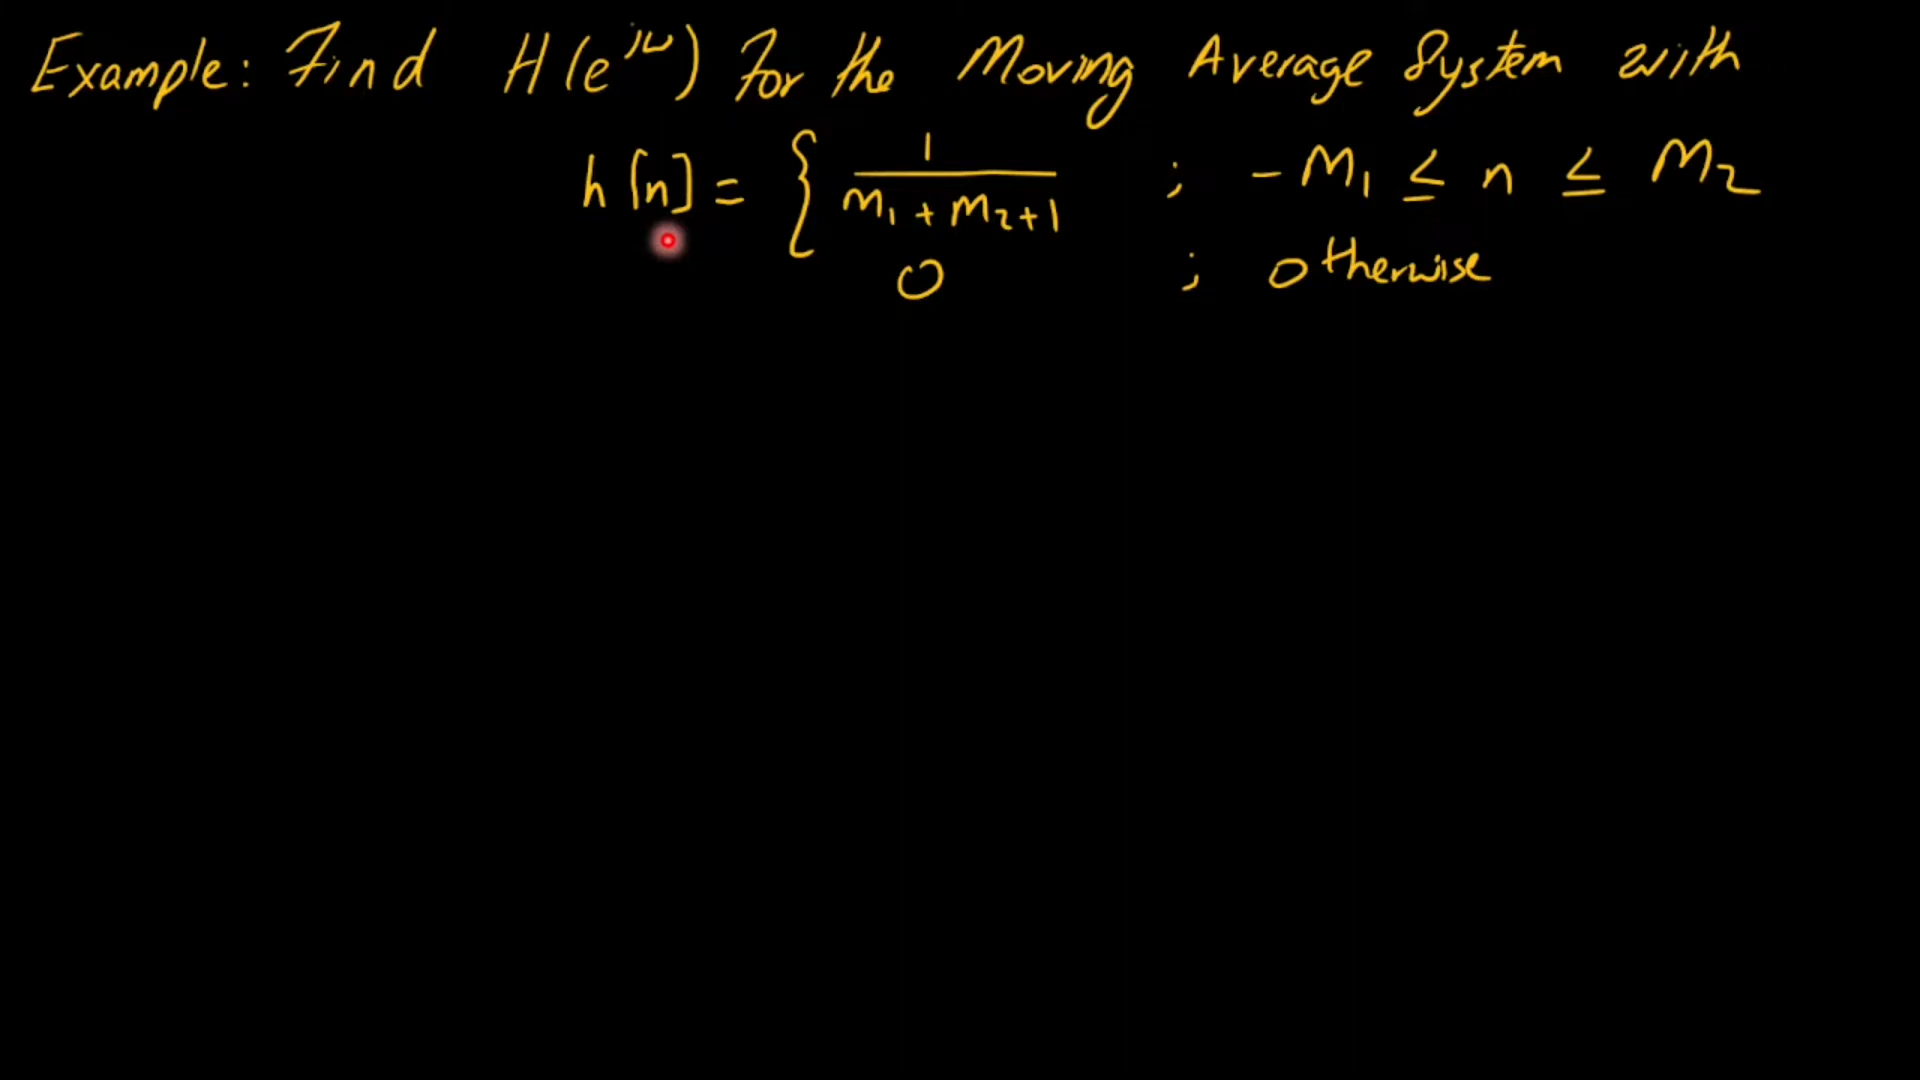 Example: Find H(e^{jω}) for the Moving Average System with
h[n] = { 1/(M₁+M₂+1) ; -M₁ ≤ n ≤ M₂
0 ; otherwise